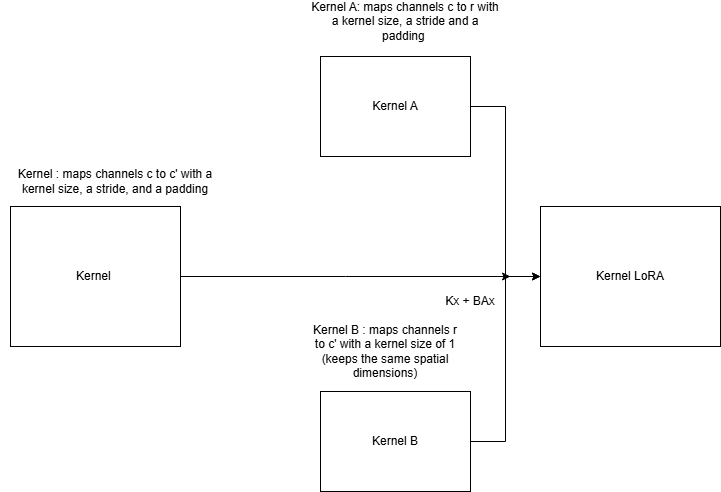 Kernel A: maps channels c to r with
a kernel size, a stride and a
padding
Kernel A
Kernel : maps channels c to c' with a
kernel size, a stride, and a padding
Kernel
Kernel LoRA
Kx + BAx
Kernel B : maps channels r
to c' with a kernel size of 1
(keeps the same spatial
dimensions)
Kernel B